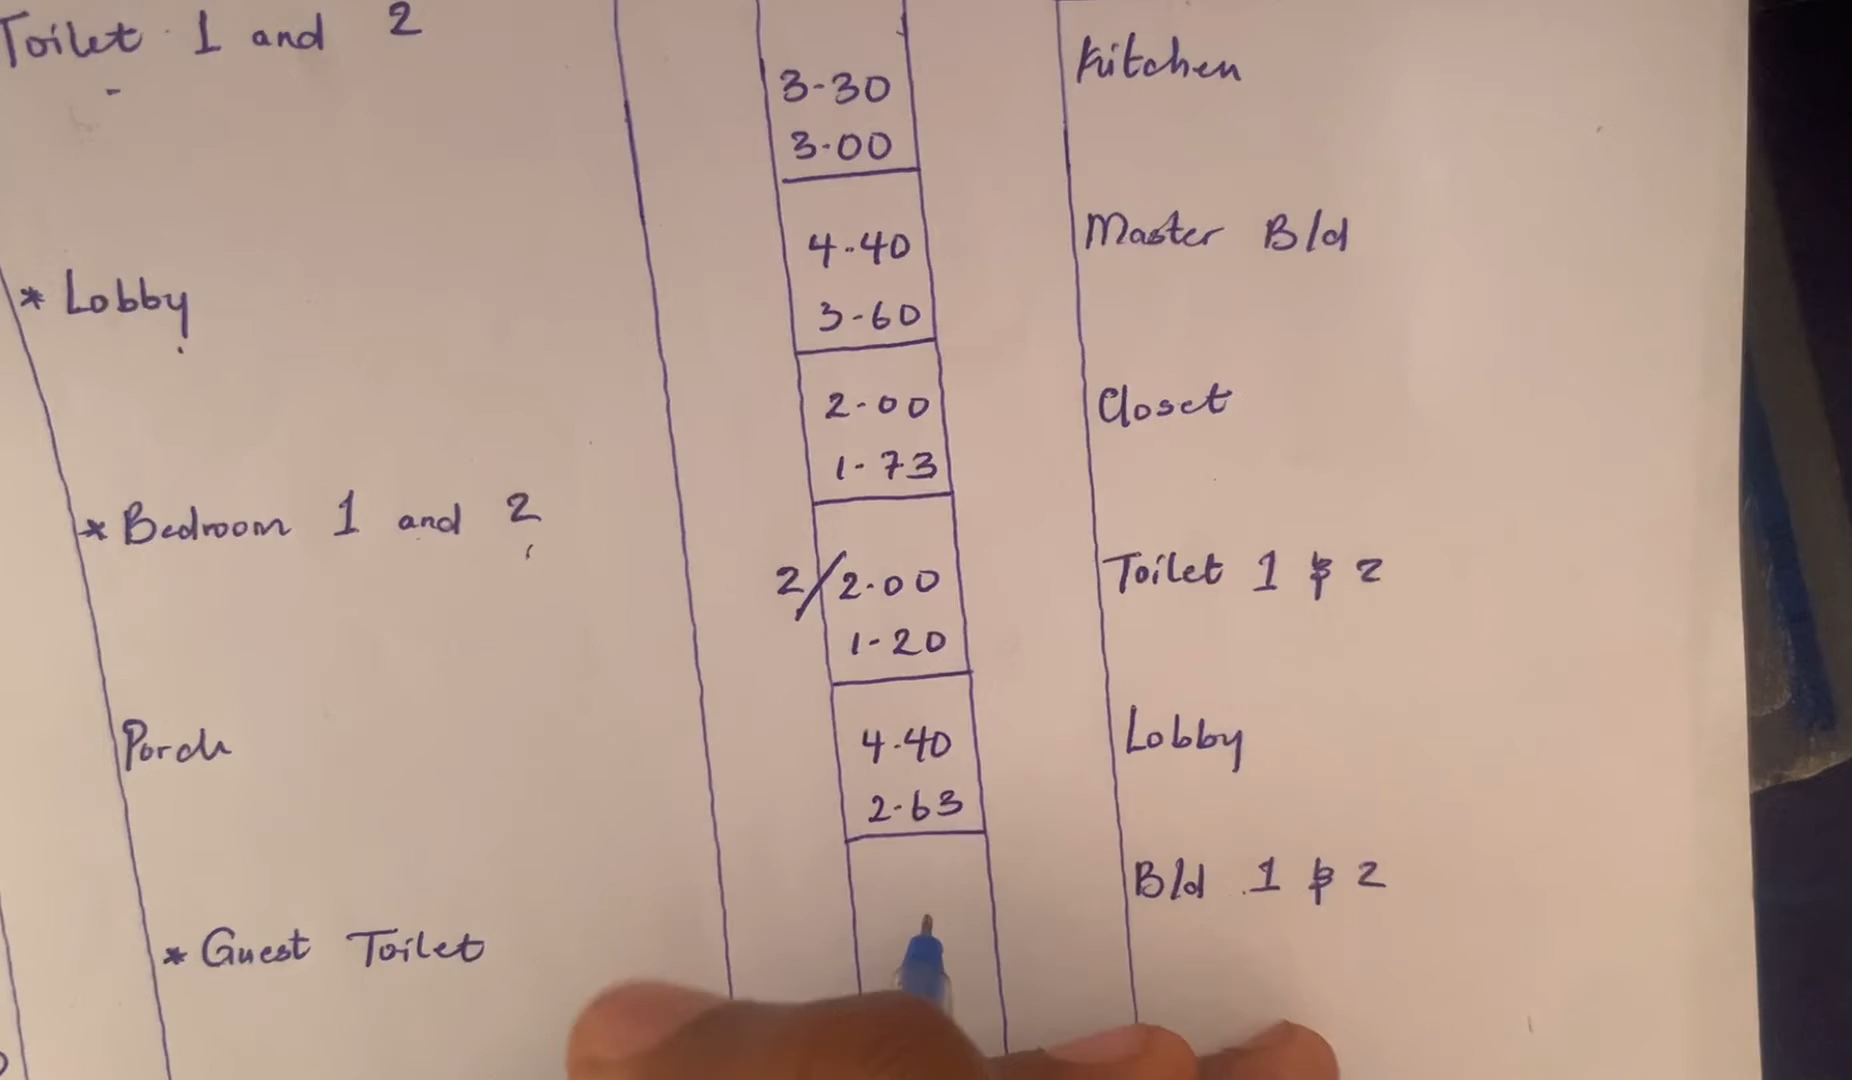 Toilet 1 and 2
* Lobby
* Bedroom 1 and 2
Porch
* Guest Toilet
3-30 Kitchen
3-00
4-40 Master B/d
3-60
2-00 Closet
1-73
2/2-00 Toilet 1 & 2
1-20
4-40 Lobby
2-63
B/d 1 & 2